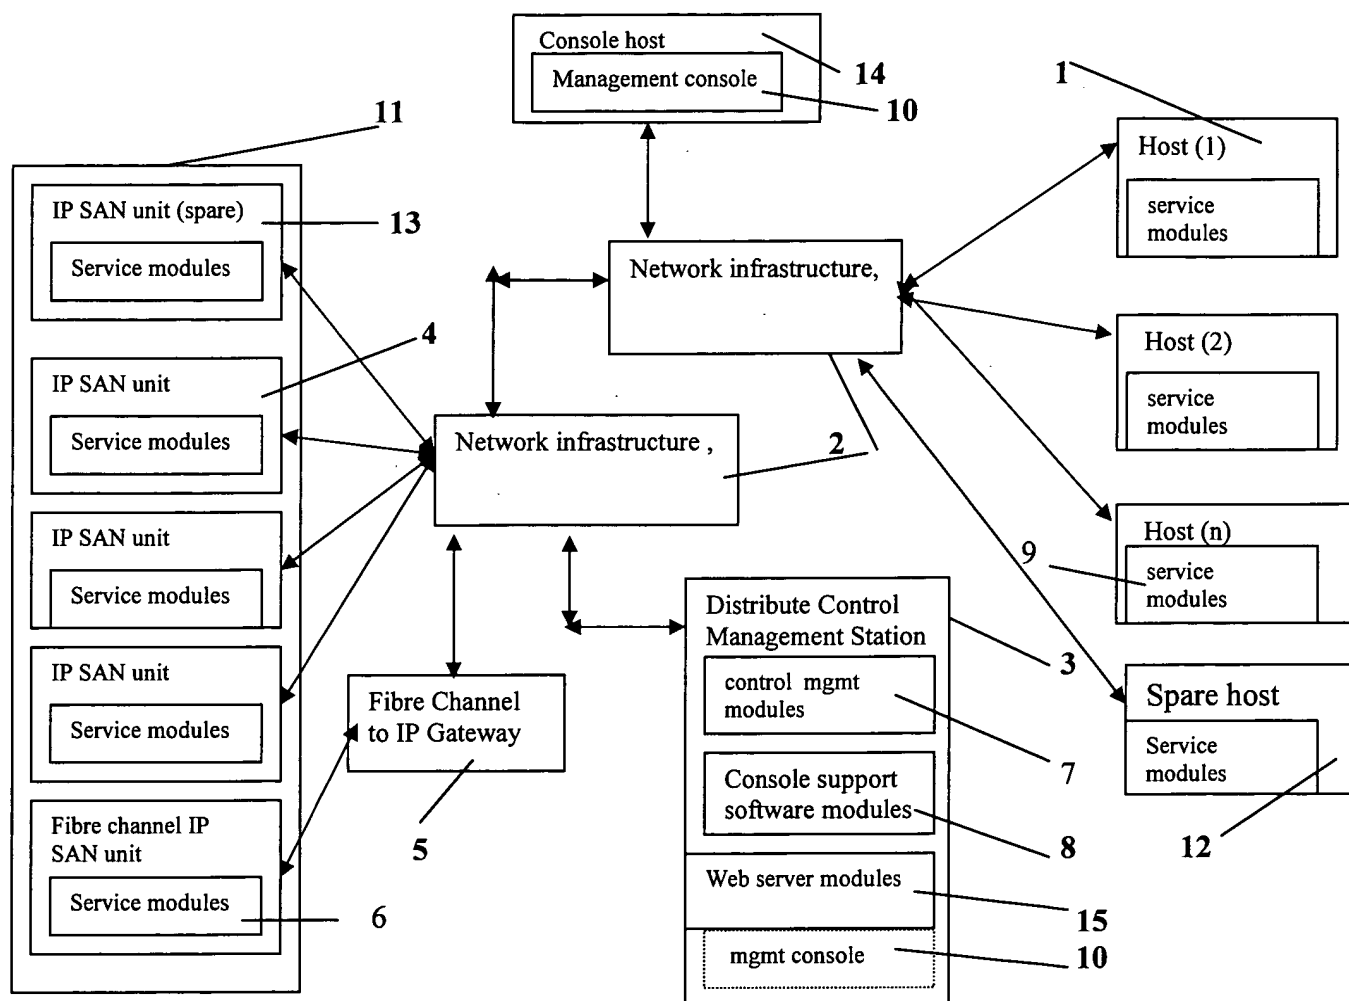 Console host
Management console
14
10
1
11
Host (1)
service
modules
IP SAN unit (spare)
13
Service modules
Network infrastructure,
Host (2)
service
modules
4
IP SAN unit
Service modules
Network infrastructure ,
2
IP SAN unit
Service modules
Host (n)
9
service
modules
Distribute Control
Management Station
3
control mgmt
modules
7
IP SAN unit
Service modules
Fibre Channel
to IP Gateway
5
Spare host
Service
modules
12
Console support
software modules
8
Fibre channel IP
SAN unit
Service modules
6
Web server modules
15
mgmt console
10